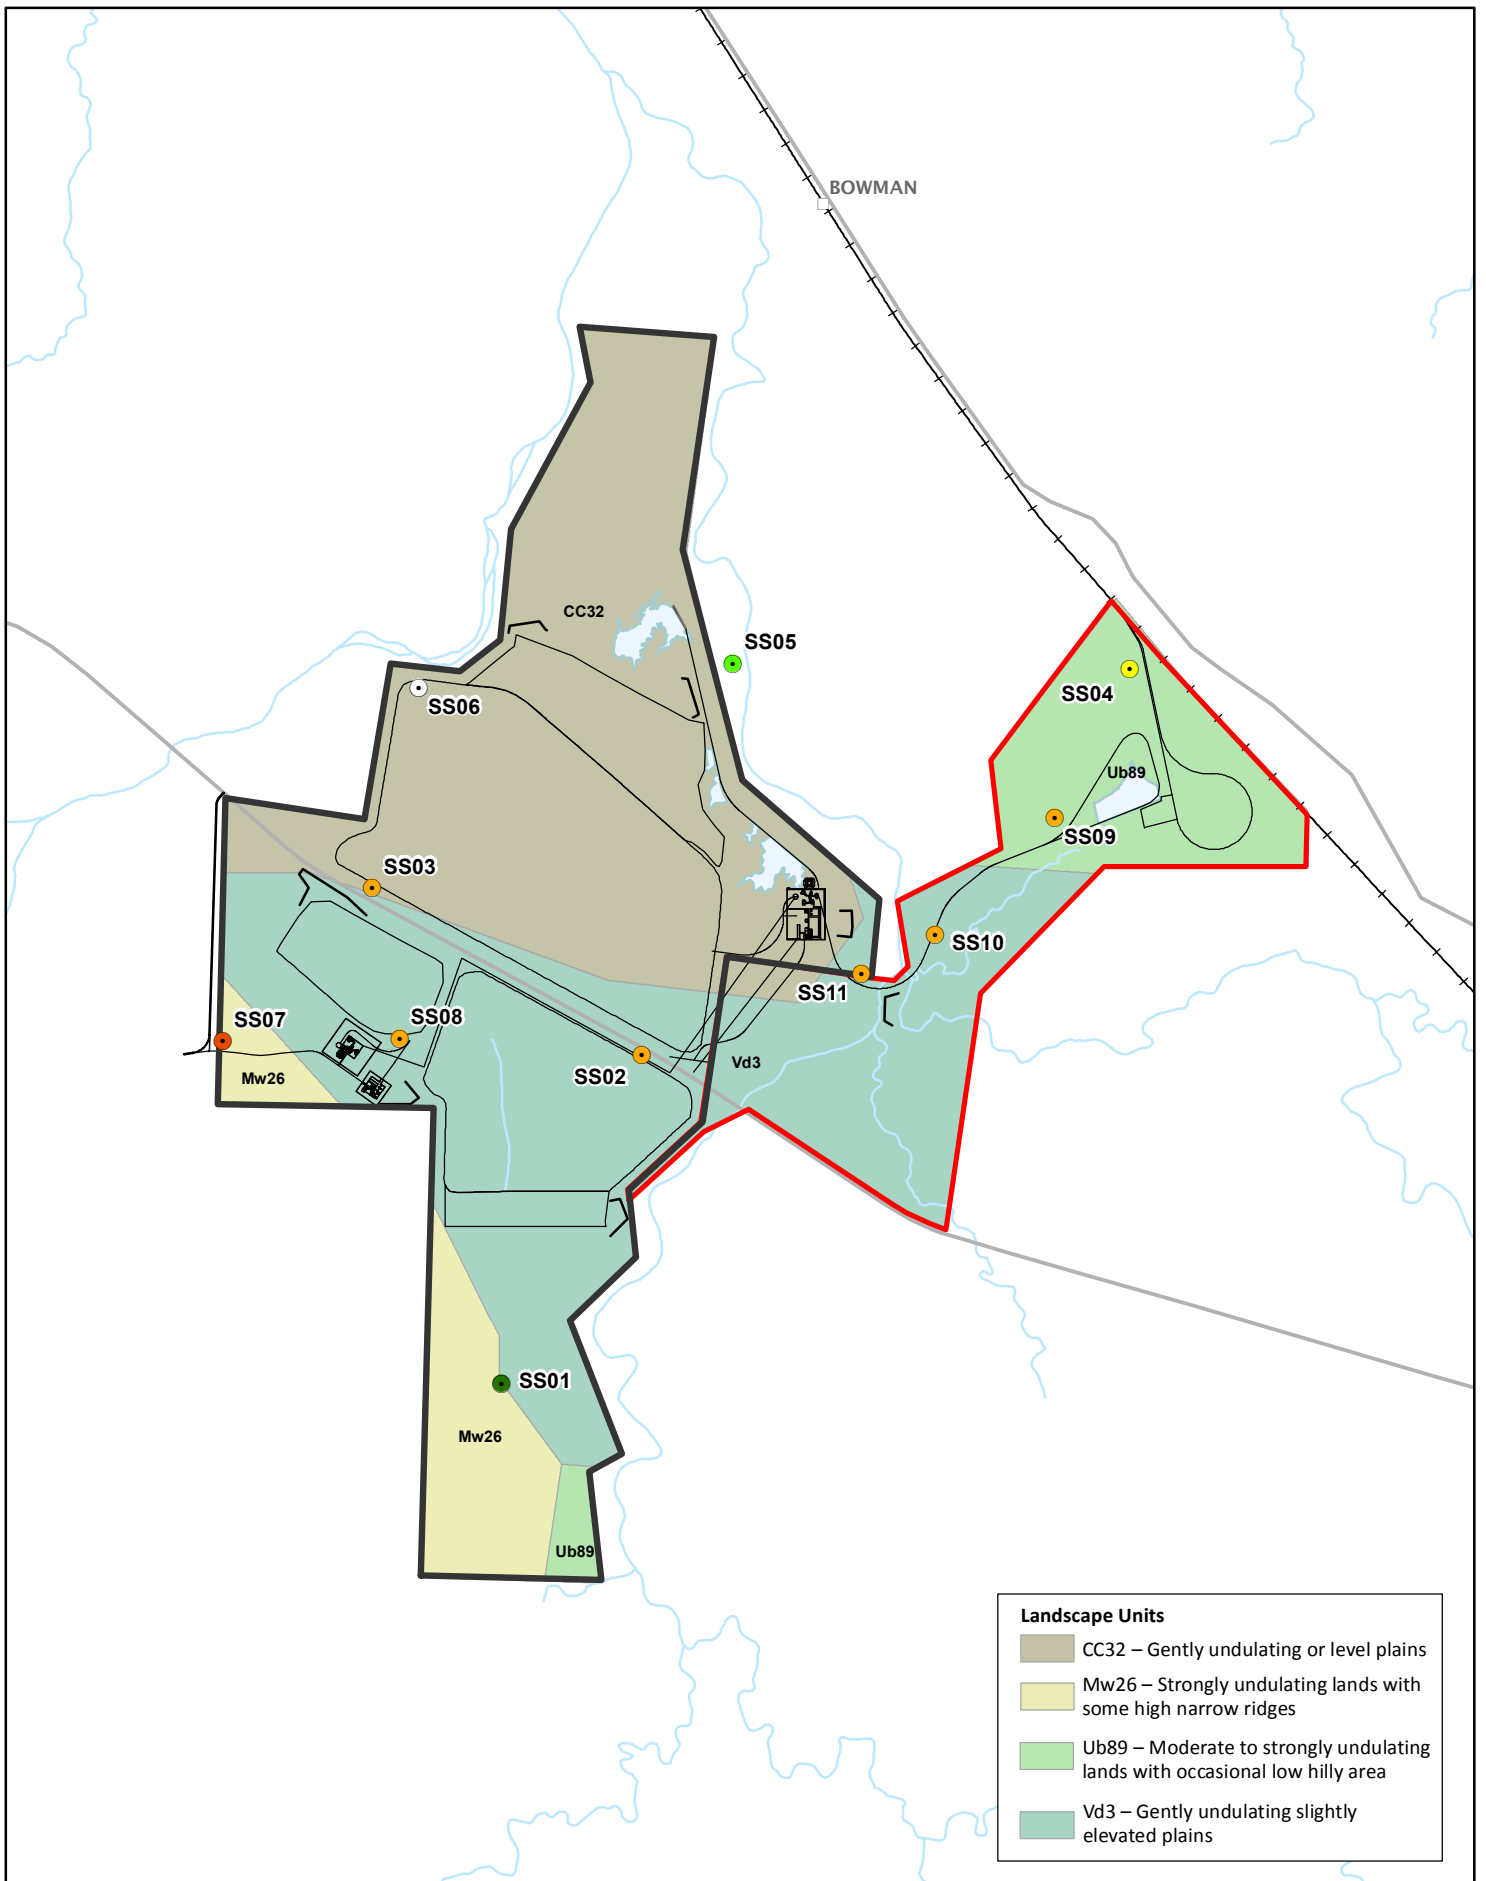 BOWMAN
CC32
SS05
SS04
SS06
Ub89
SS09
SS03
SS10
SS11
SS07
SS08
SS02
Vd3
Mw26
SS01
Mw26
Ub89
Landscape Units
CC32 – Gently undulating or level plains
Mw26 – Strongly undulating lands with
some high narrow ridges
Ub89 – Moderate to strongly undulating
lands with occasional low hilly area
Vd3 – Gently undulating slightly
elevated plains